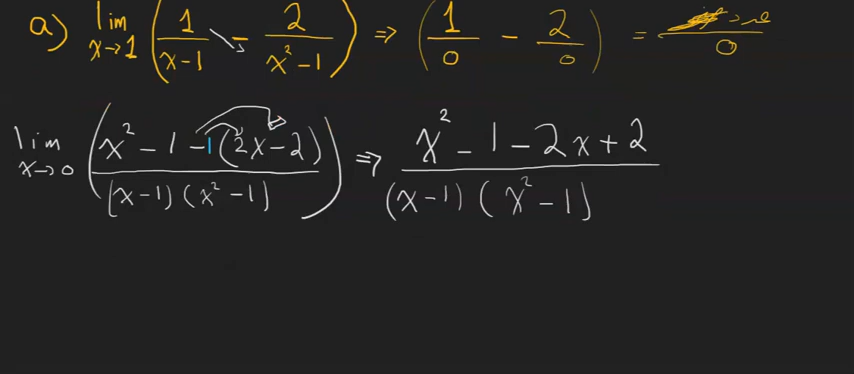 a) lim x→1 (1/(x-1) - 2/(x²-1)) ⇒ (1/0 - 2/0) = /0
lim x→0 (x²-1-1(2x-2))/((x-1)(x²-1)) ⇒ (x²-1-2x+2)/((x-1)(x²-1))